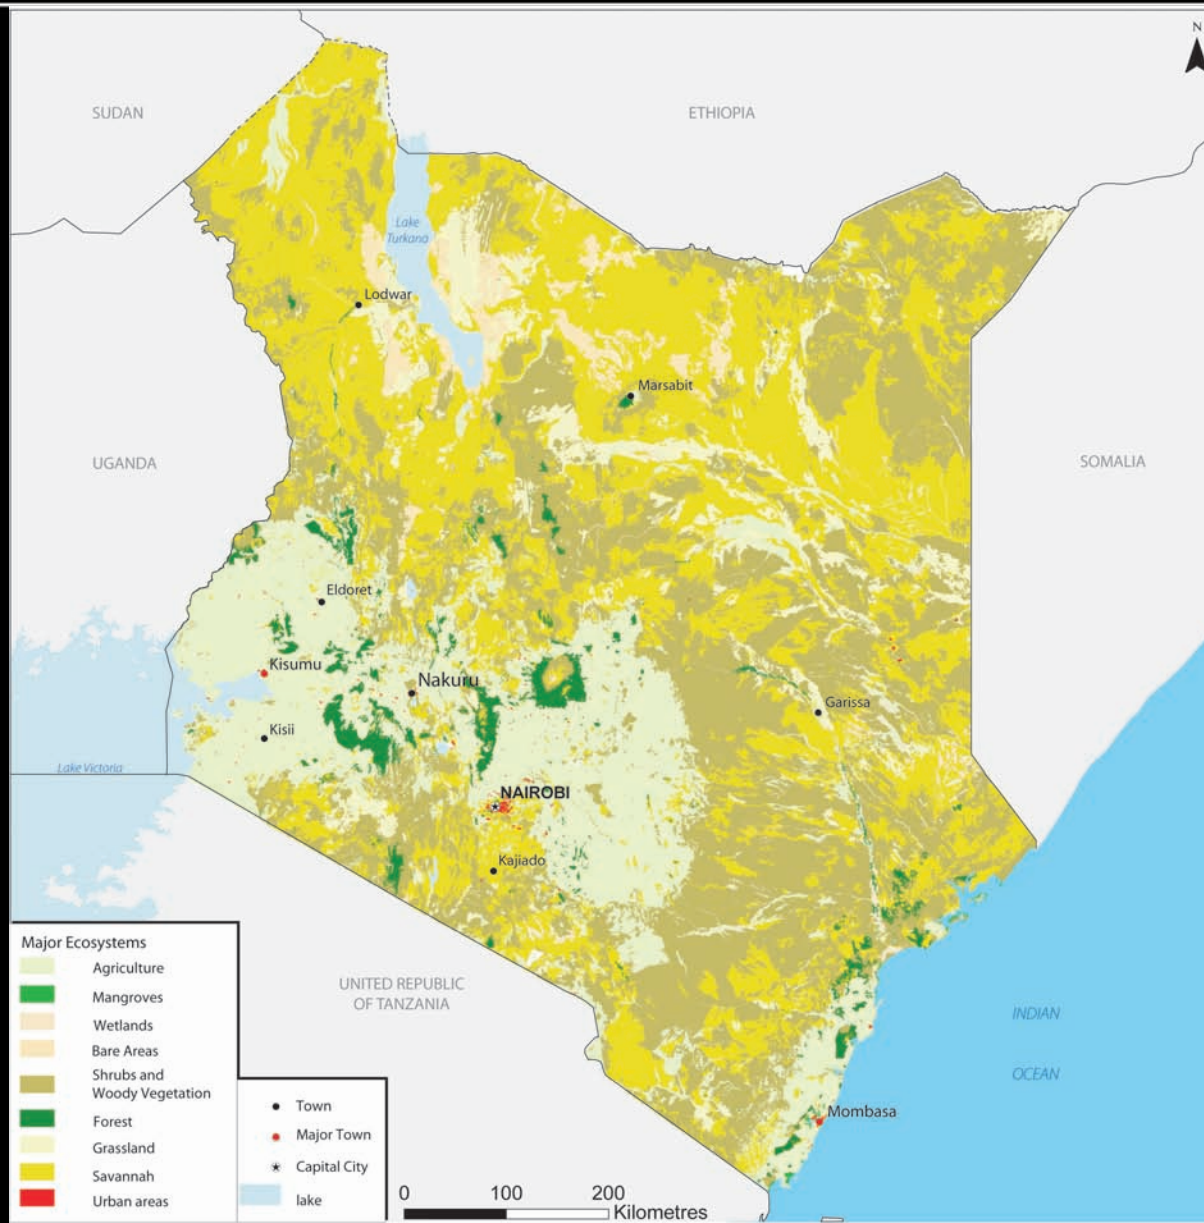 N
SUDAN
ETHIOPIA
Lake
Turkana
Lodwar
Marsabit
UGANDA
SOMALIA
Eldoret
Kisumu
Nakuru
Garissa
Kisii
Lake Victoria
NAIROBI
Kajiado
UNITED REPUBLIC
OF TANZANIA
INDIAN
OCEAN
Mombasa
Major Ecosystems
Agriculture
Mangroves
Wetlands
Bare Areas
Shrubs and
Woody Vegetation
Forest
Grassland
Savannah
Urban areas
Town
Major Town
Capital City
lake
0 100 200
Kilometres